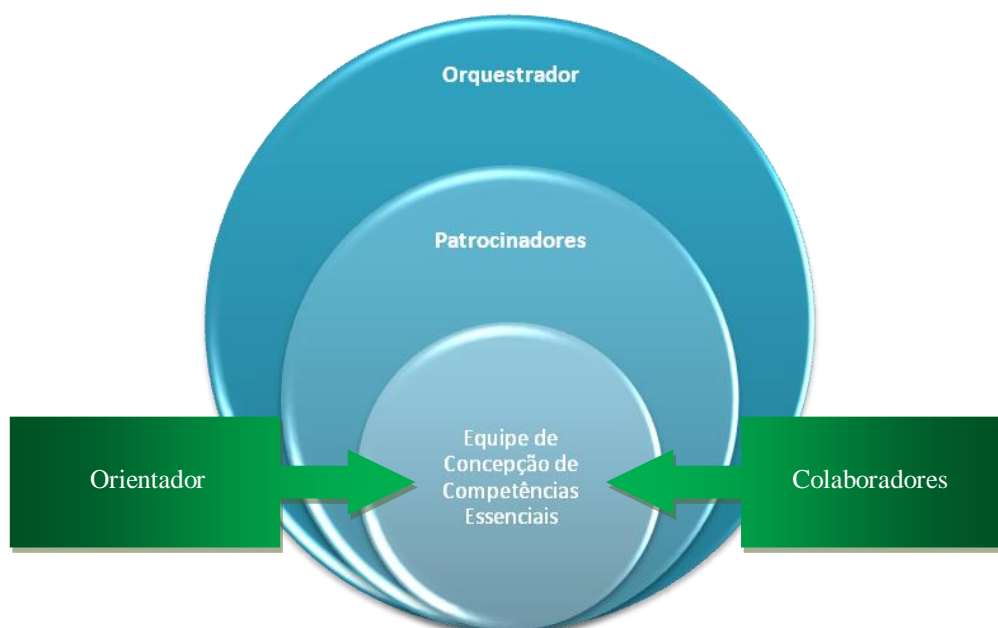 Orquestrador
Patrocinadores
Equipe de
Concepção de
Competências
Essenciais
Orientador
Colaboradores